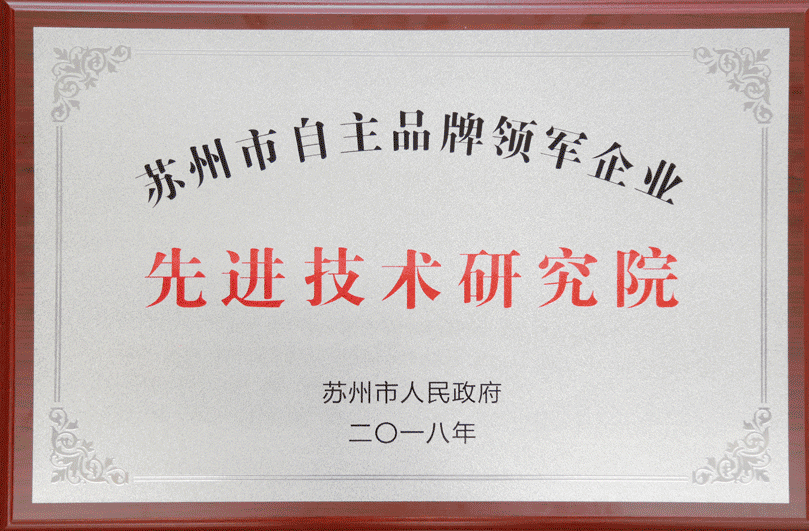 苏州市自主品牌领军企业
先进技术研究院
苏州市人民政府
二〇一八年